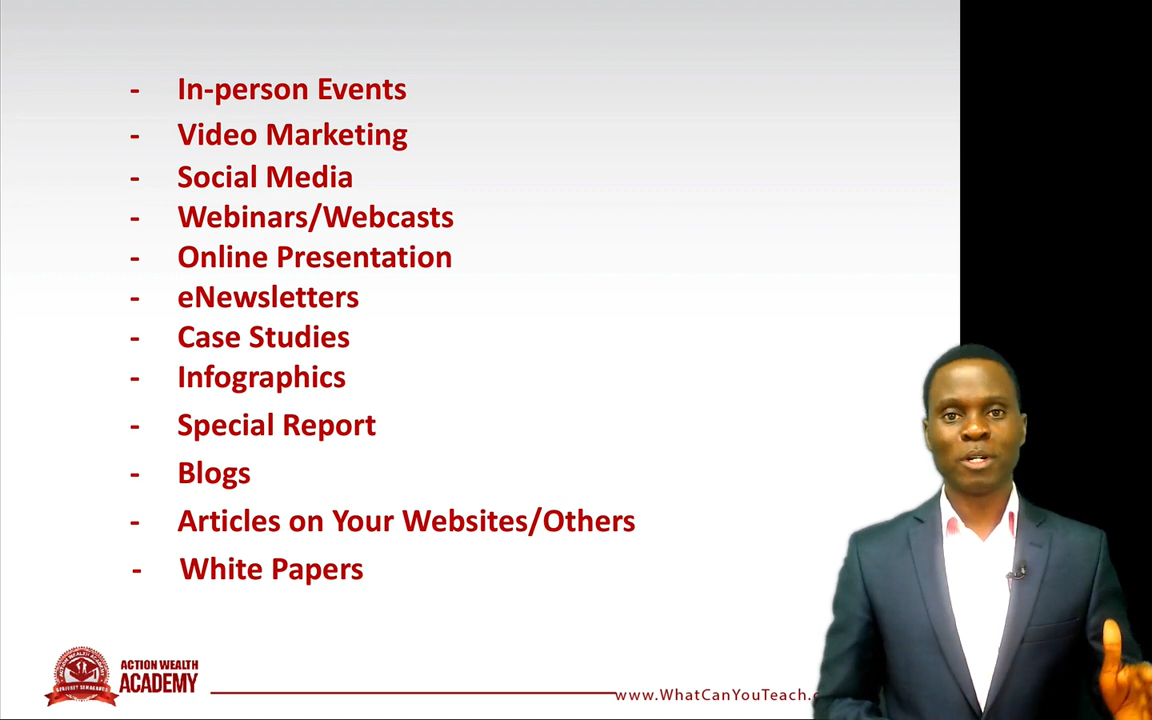 - In-person Events
- Video Marketing
- Social Media
- Webinars/Webcasts
- Online Presentation
- eNewsletters
- Case Studies
- Infographics
- Special Report
- Blogs
- Articles on Your Websites/Others
- White Papers
ACTION WEALTH
ACADEMY
www.WhatCanYouTeach.